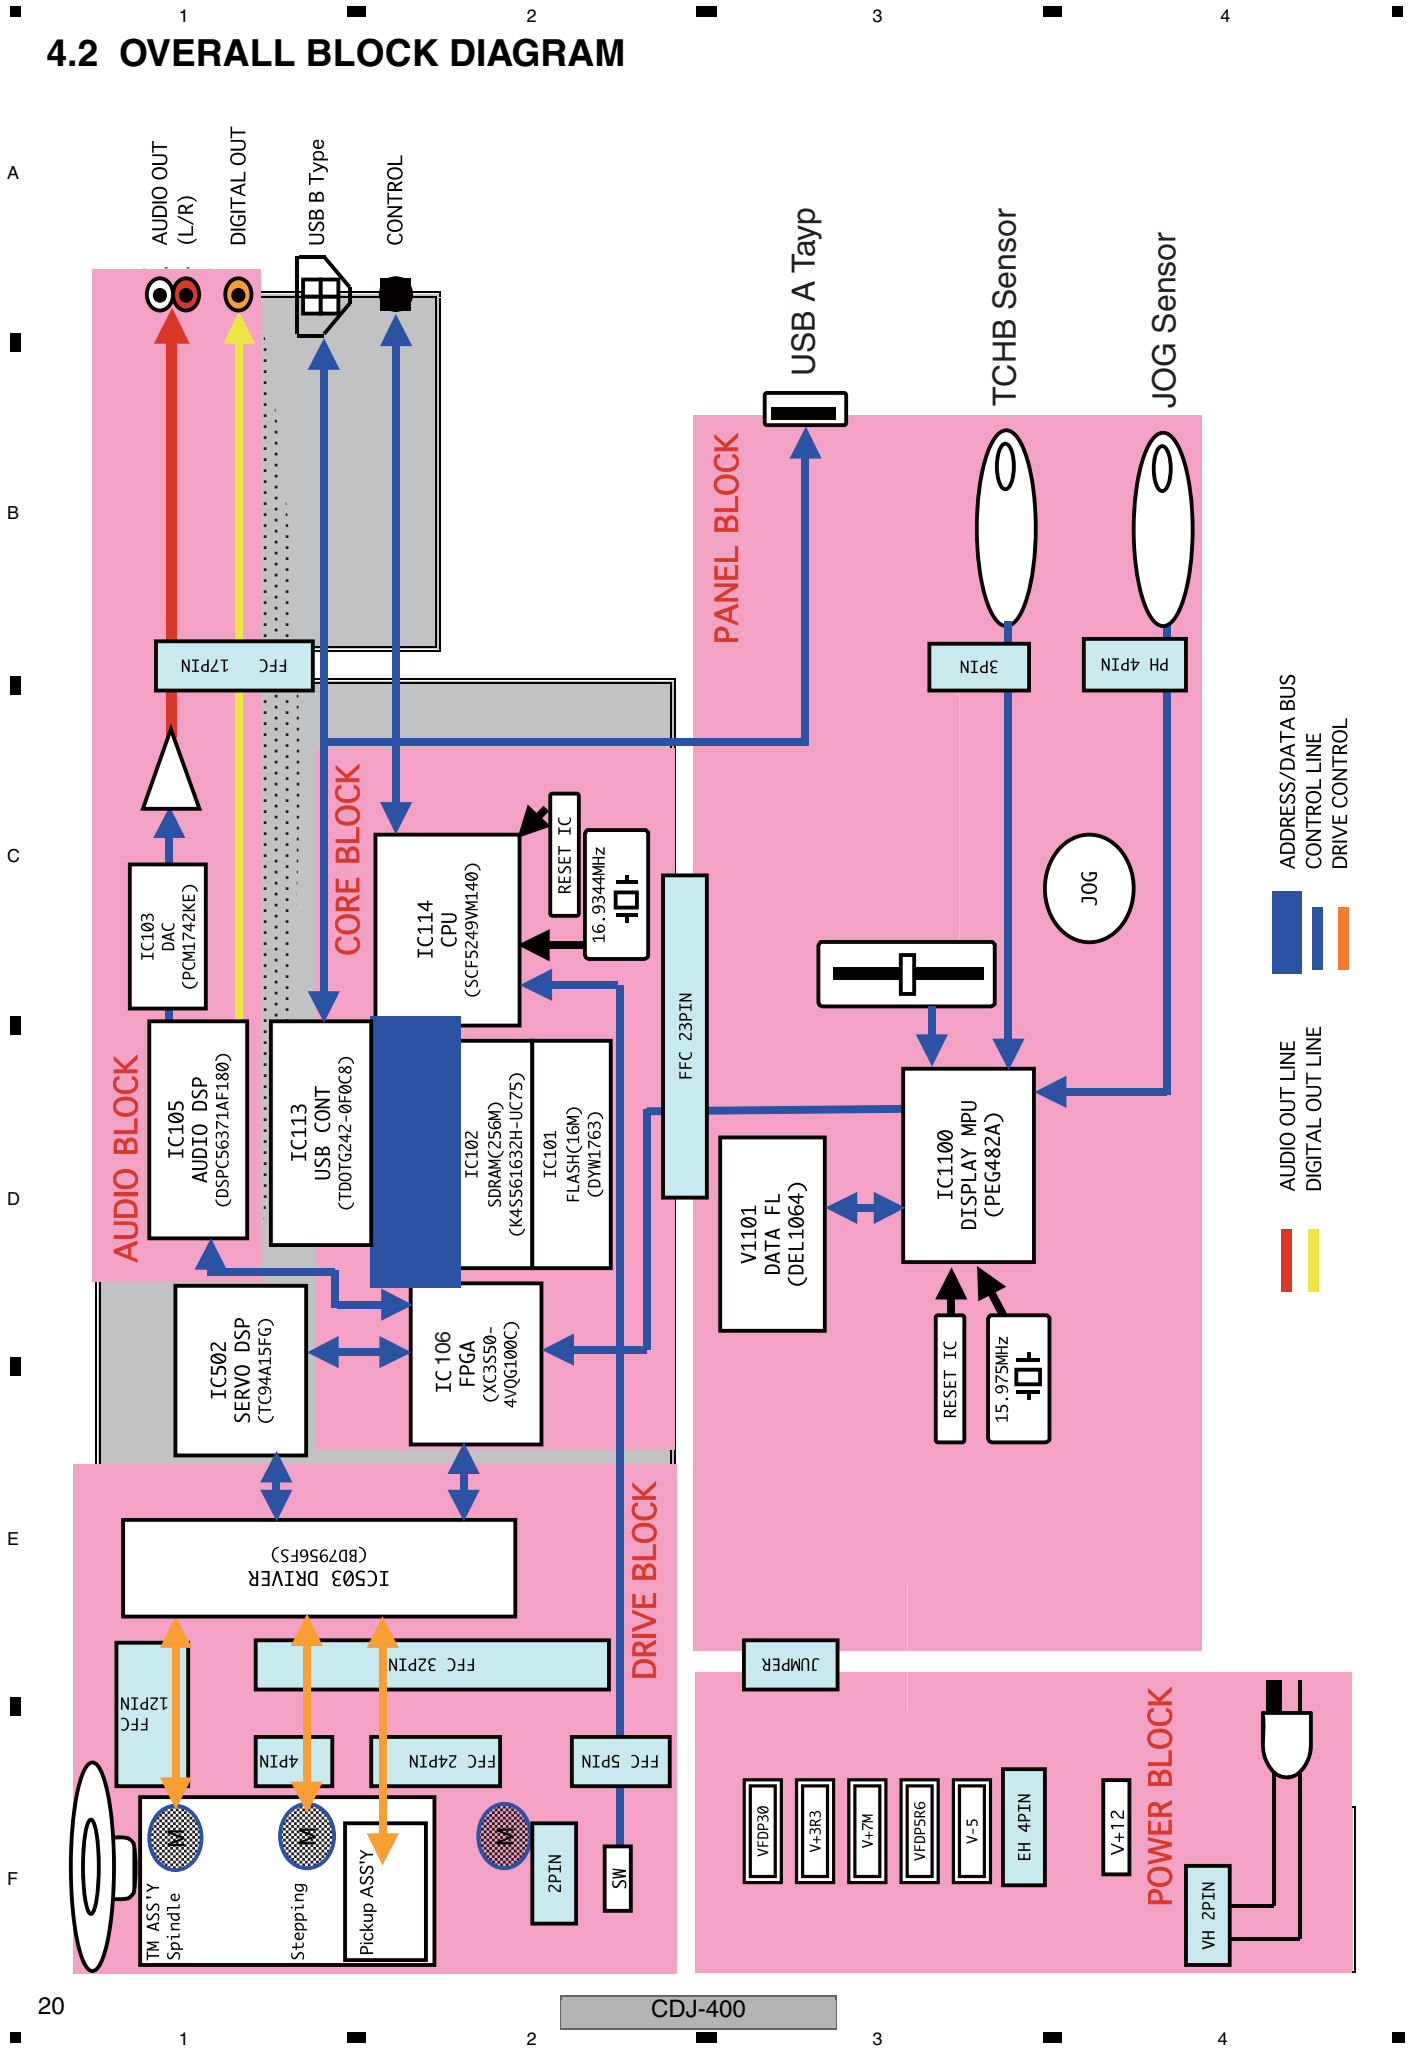 1 2 3 4
4.2 OVERALL BLOCK DIAGRAM
A
B
C
D
E
F
AUDIO OUT
(L/R)
DIGITAL OUT
USB B Type
CONTROL
USB A Tayp
TCHB Sensor
JOG Sensor
PANEL BLOCK
FFC 17PIN
3PIN
PH 4PIN
CORE BLOCK
IC103
DAC
(PCM1742KE)
IC114
CPU
(SCF5249VM140)
RESET IC
16.9344MHz
JOG
FFC 23PIN
AUDIO BLOCK
IC105
AUDIO DSP
(DSPC56371AF180)
IC113
USB CONT
(TDOTG242-0F0C8)
IC102
SDRAM(256M)
(K4S561632H-UC75)
IC101
FLASH(16M)
(DYW1763)
IC1100
DISPLAY MPU
(PEG482A)
V1101
DATA FL
(DEL1064)
IC502
SERVO DSP
(TC94A15FG)
IC106
FPGA
(XC3S50-
4VQG100C)
RESET IC
15.975MHz
ADDRESS/DATA BUS
CONTROL LINE
DRIVE CONTROL
AUDIO OUT LINE
DIGITAL OUT LINE
IC503 DRIVER
(BD7956FS)
DRIVE BLOCK
FFC
12PIN
FFC 32PIN
4PIN
FFC 24PIN
FFC 5PIN
JUMPER
M
M
M
TM ASS'Y
Spindle
Stepping
Pickup ASS'Y
2PIN
SW
VFDP30
V+3R3
V+7M
VFDP5R6
V-5
EH 4PIN
V+12
POWER BLOCK
VH 2PIN
20
CDJ-400
1 2 3 4